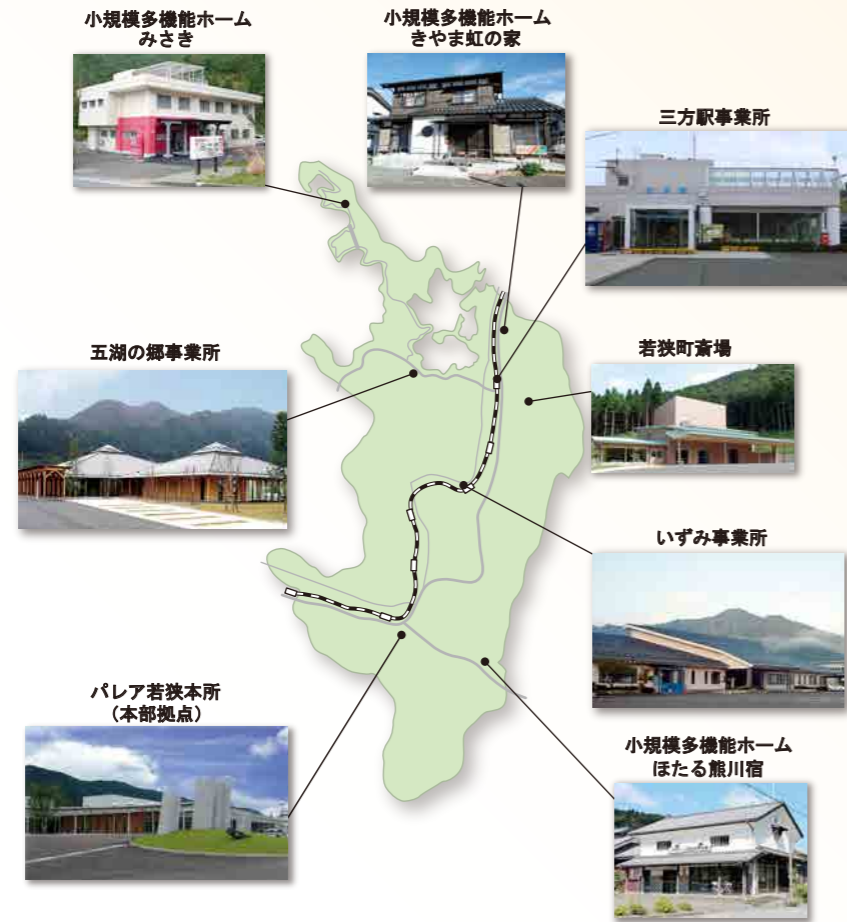 小規模多機能ホーム
みさき
小規模多機能ホーム
きやま虹の家
三方駅事業所
五湖の郷事業所
若狭町斎場
いずみ事業所
パレア若狭本所
（本部拠点）
小規模多機能ホーム
ほたる熊川宿